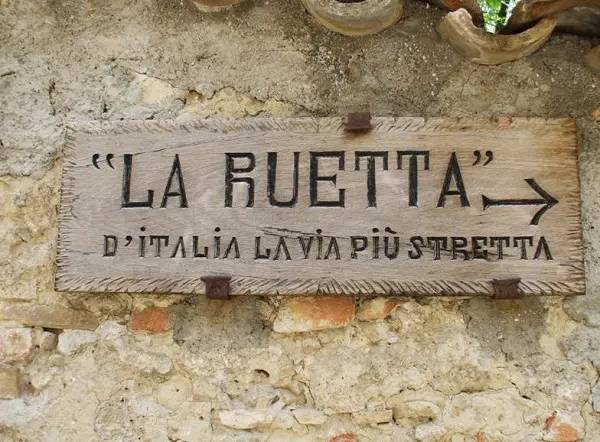 "LA RUETTA" →
D'ITALIA LA VIA PIÙ STRETTA